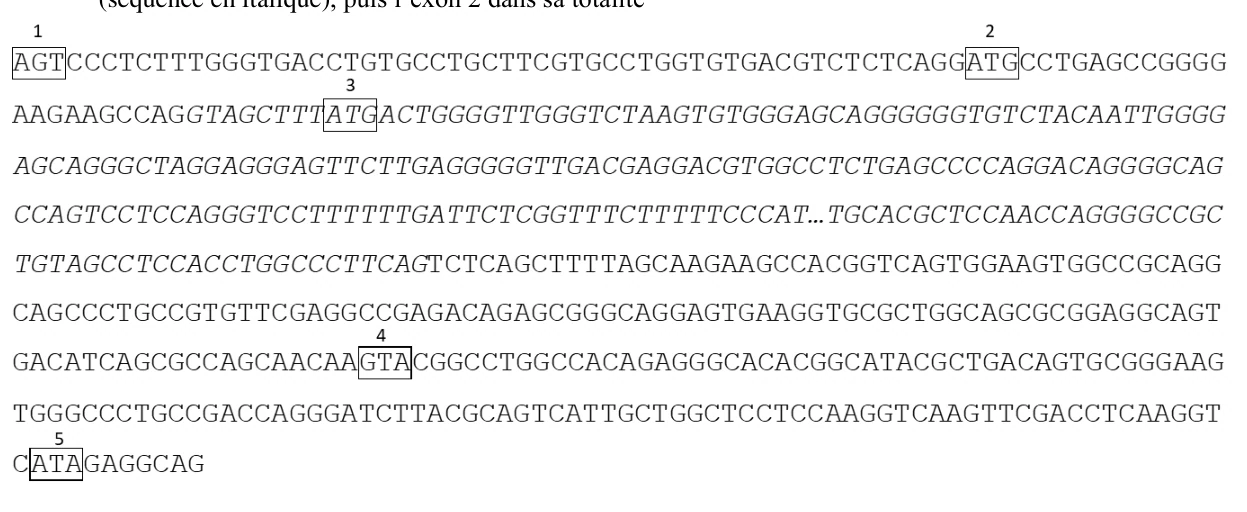 (séquence en italique), puis l'exon 2 dans sa totalité
1 2
AGTCCCTCTTTGGGTGACCTGTGCCTGCTTCGTGCCTGGTGTGACGTCTCTCAGGATGCCTGAGCCGGGG
3
AAGAAGCCAGGTAGCTTTATGACTGGGGTTGGGTCTAAGTGTGGGAGCAGGGGGGTGTCTACAATTGGGG
AGCAGGGCTAGGAGGGAGTTCTTGAGGGGGTTGACGAGGACGTGGCCTCTGAGCCCCAGGACAGGGGCAG
CCAGTCCTCCAGGGTCCTTTTTTGATTCTCGGTTTCTTTTTCCCAT...TGCACGCTCCAACCAGGGGCCGC
TGTAGCCTCCACCTGGCCCTTCAGTCTCAGCTTTTAGCAAGAAGCCACGGTCAGTGGAAGTGGCCGCAGG
CAGCCCTGCCGTGTTCGAGGCCGAGACAGAGCGGGCAGGAGTGAAGGTGCGCTGGCAGCGCGGAGGCAGT
4
GACATCAGCGCCAGCAACAAGTACGGCCTGGCCACAGAGGGCACACGGCATACGCTGACAGTGCGGGAAG
TGGGCCCTGCCGACCAGGGATCTTACGCAGTCATTGCTGGCTCCTCCAAGGTCAAGTTCGACCTCAAGGT
5
CATAGAGGCAG